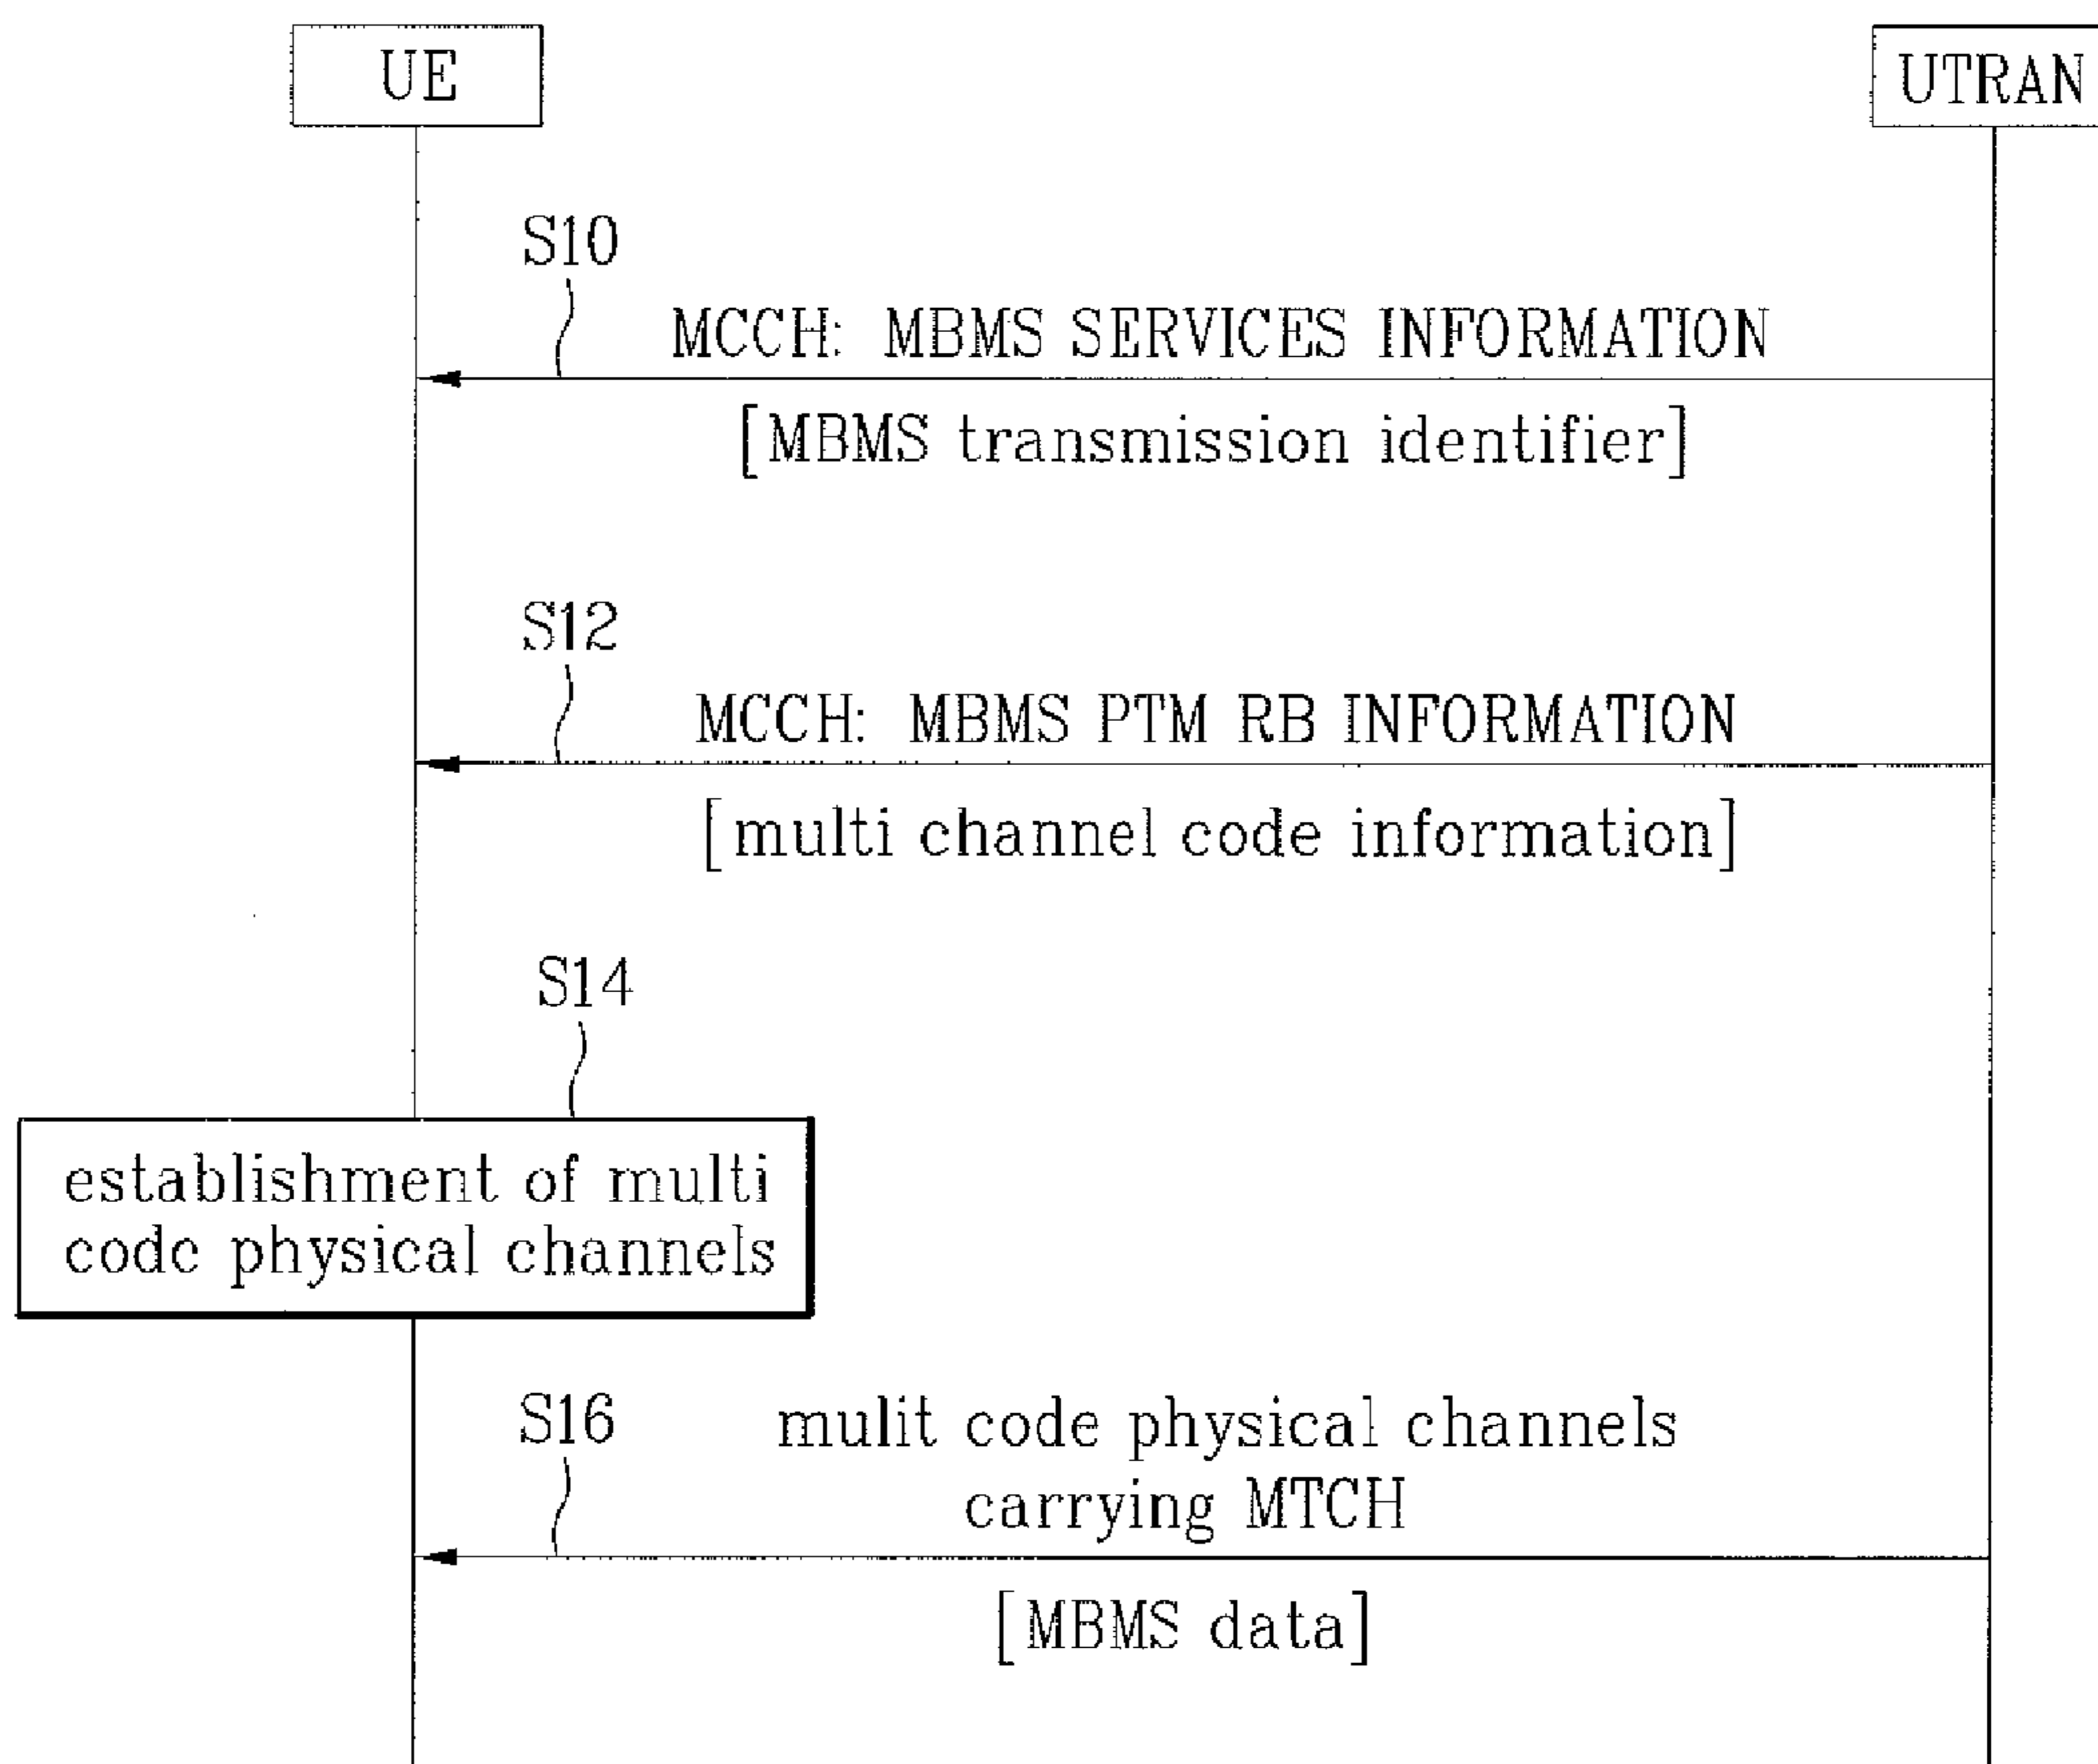 UE
UTRAN
S10
MCCH: MBMS SERVICES INFORMATION
[MBMS transmission identifier]
S12
MCCH: MBMS PTM RB INFORMATION
[multi channel code information]
S14
establishment of multi
code physical channels
S16
mulit code physical channels
carrying MTCH
[MBMS data]